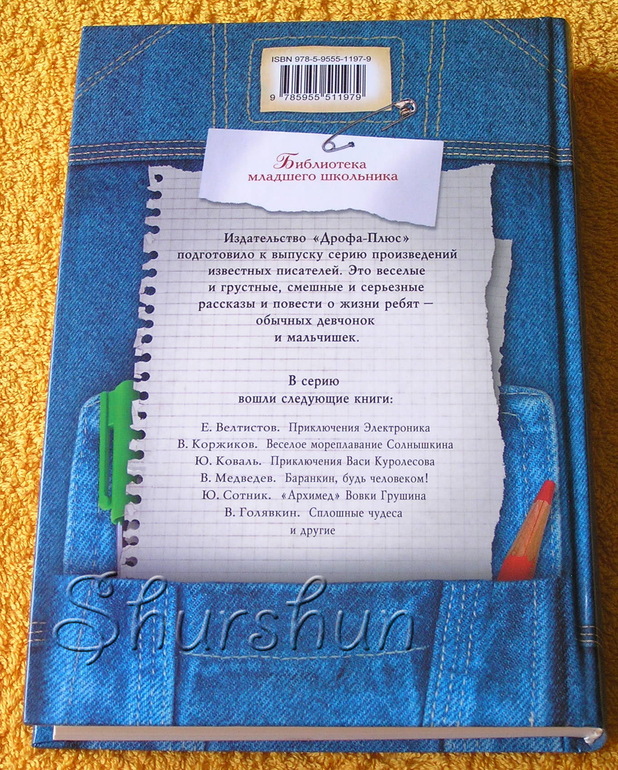 ISBN 978-5-9555-1197-9
9 785955 511979
Библиотека
младшего школьника
Издательство «Дрофа-Плюс»
подготовило к выпуску серию произведений
известных писателей. Это веселые
и грустные, смешные и серьезные
рассказы и повести о жизни ребят —
обычных девчонок
и мальчишек.
В серию
вошли следующие книги:
Е. Велтистов. Приключения Электроника
В. Коржиков. Веселое мореплавание Солнышкина
Ю. Коваль. Приключения Васи Куролесова
В. Медведев. Баранкин, будь человеком!
Ю. Сотник. «Архимед» Вовки Грушина
В. Голявкин. Сплошные чудеса
и другие
Shurshun